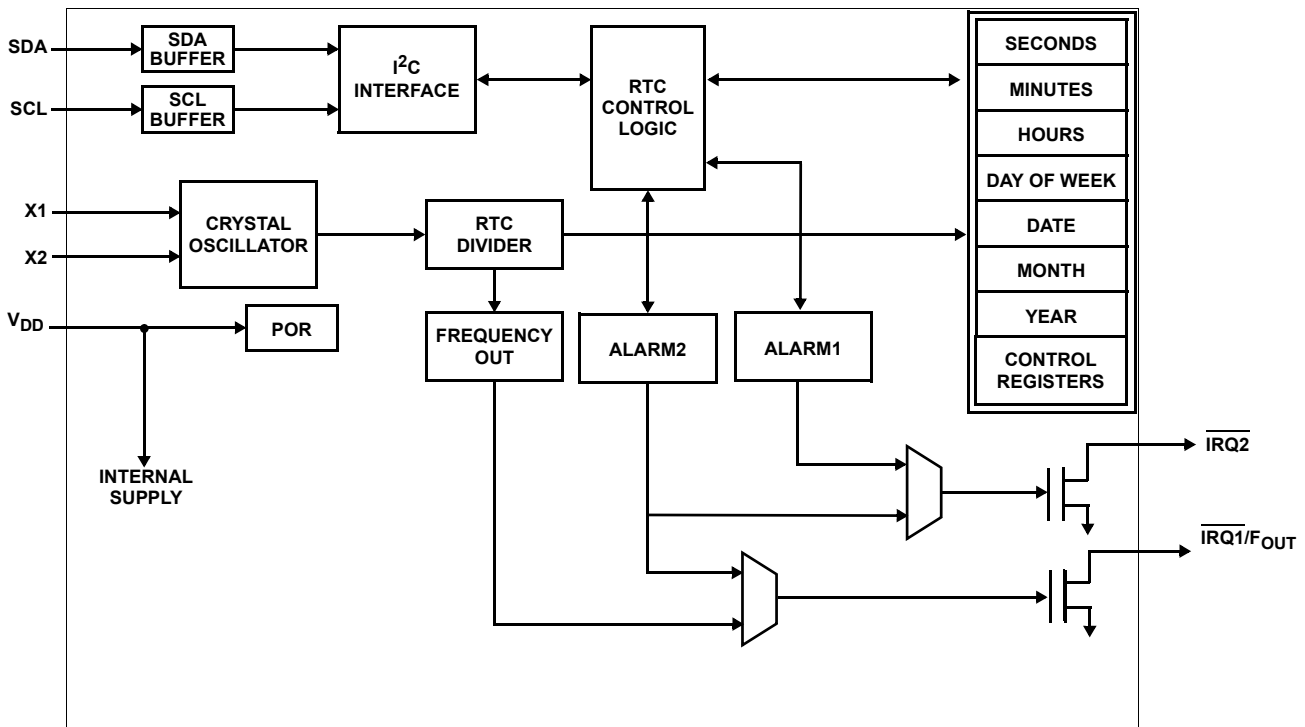 SDA
SDA
BUFFER
SCL
SCL
BUFFER
I²C
INTERFACE
RTC
CONTROL
LOGIC
SECONDS
MINUTES
HOURS
DAY OF WEEK
DATE
MONTH
YEAR
CONTROL
REGISTERS
X1
X2
CRYSTAL
OSCILLATOR
RTC
DIVIDER
VDD
POR
FREQUENCY
OUT
ALARM2
ALARM1
INTERNAL
SUPPLY
IRQ2
IRQ1/FOUT